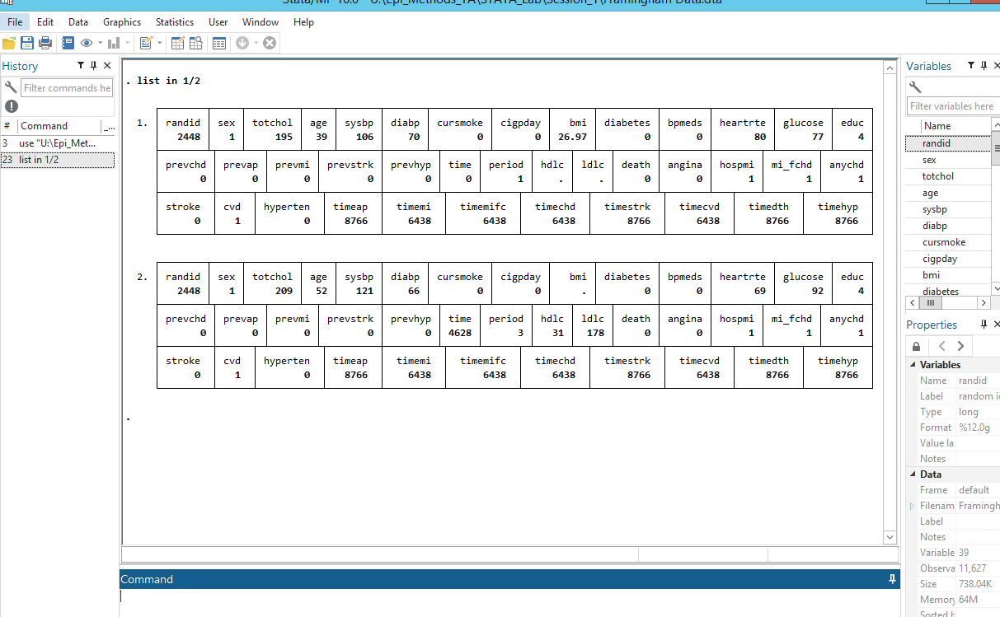 Stata/MP 16.0 - U:\Epi_Methods_TA\STATA_Lab\Session_1\Framingham Data.dta
File Edit Data Graphics Statistics User Window Help
History
Filter commands he
# Command _...
3 use "U:\Epi_Met...
23 list in 1/2
. list in 1/2
1. randid sex totchol age sysbp diabp cursmoke cigpday bmi diabetes bpmeds heartrte glucose educ
2448 1 195 39 106 70 0 0 26.97 0 0 80 77 4
prevchd prevap prevmi prevstrk prevhyp time period hdlc ldlc death angina hospmi mi_fchd anychd
0 0 0 0 0 0 1 . . 0 0 1 1 1
stroke cvd hyperten timeap timemi timemifc timechd timestrk timecvd timedth timehyp
0 1 0 8766 6438 6438 6438 8766 6438 8766 8766
2. randid sex totchol age sysbp diabp cursmoke cigpday bmi diabetes bpmeds heartrte glucose educ
2448 1 209 52 121 66 0 0 . 0 0 69 92 4
prevchd prevap prevmi prevstrk prevhyp time period hdlc ldlc death angina hospmi mi_fchd anychd
0 0 0 0 0 4628 3 31 178 0 0 1 1 1
stroke cvd hyperten timeap timemi timemifc timechd timestrk timecvd timedth timehyp
0 1 0 8766 6438 6438 6438 8766 6438 8766 8766
.
Command
Variables
Filter variables here
Name
randid
sex
totchol
age
sysbp
diabp
cursmoke
cigpday
bmi
diabetes
Properties
Variables
Name randid
Label random i
Type long
Format %12.0g
Value la
Notes
Data
Frame default
Filenam Framingh
Label
Notes
Variable 39
Observa 11,627
Size 738.04K
Memory 64M
Sorted b